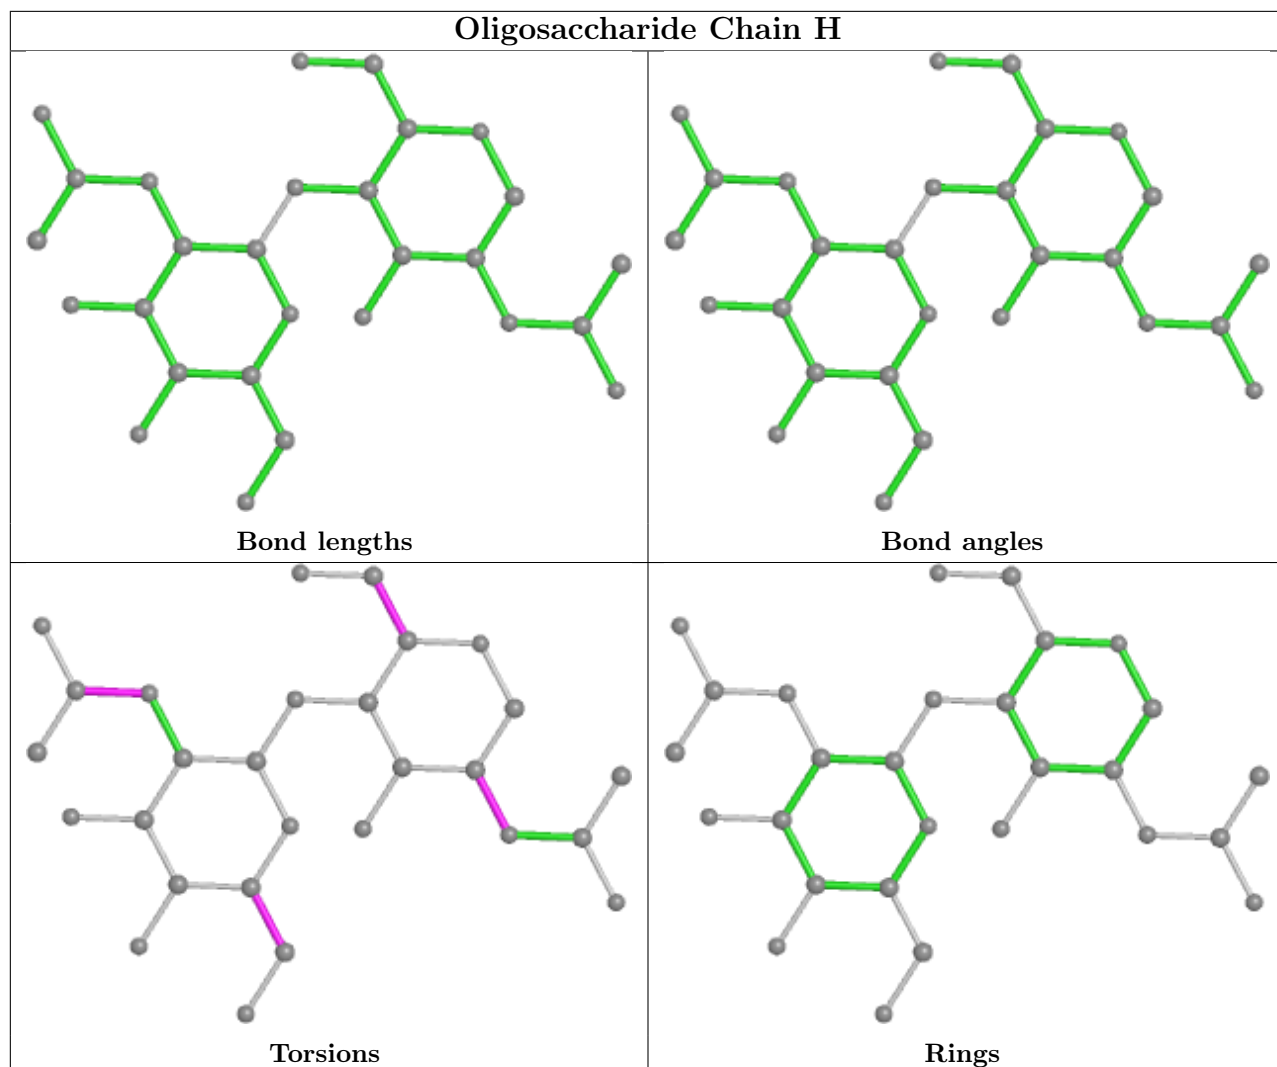 Oligosaccharide Chain H
Bond lengths
Bond angles
Torsions
Rings